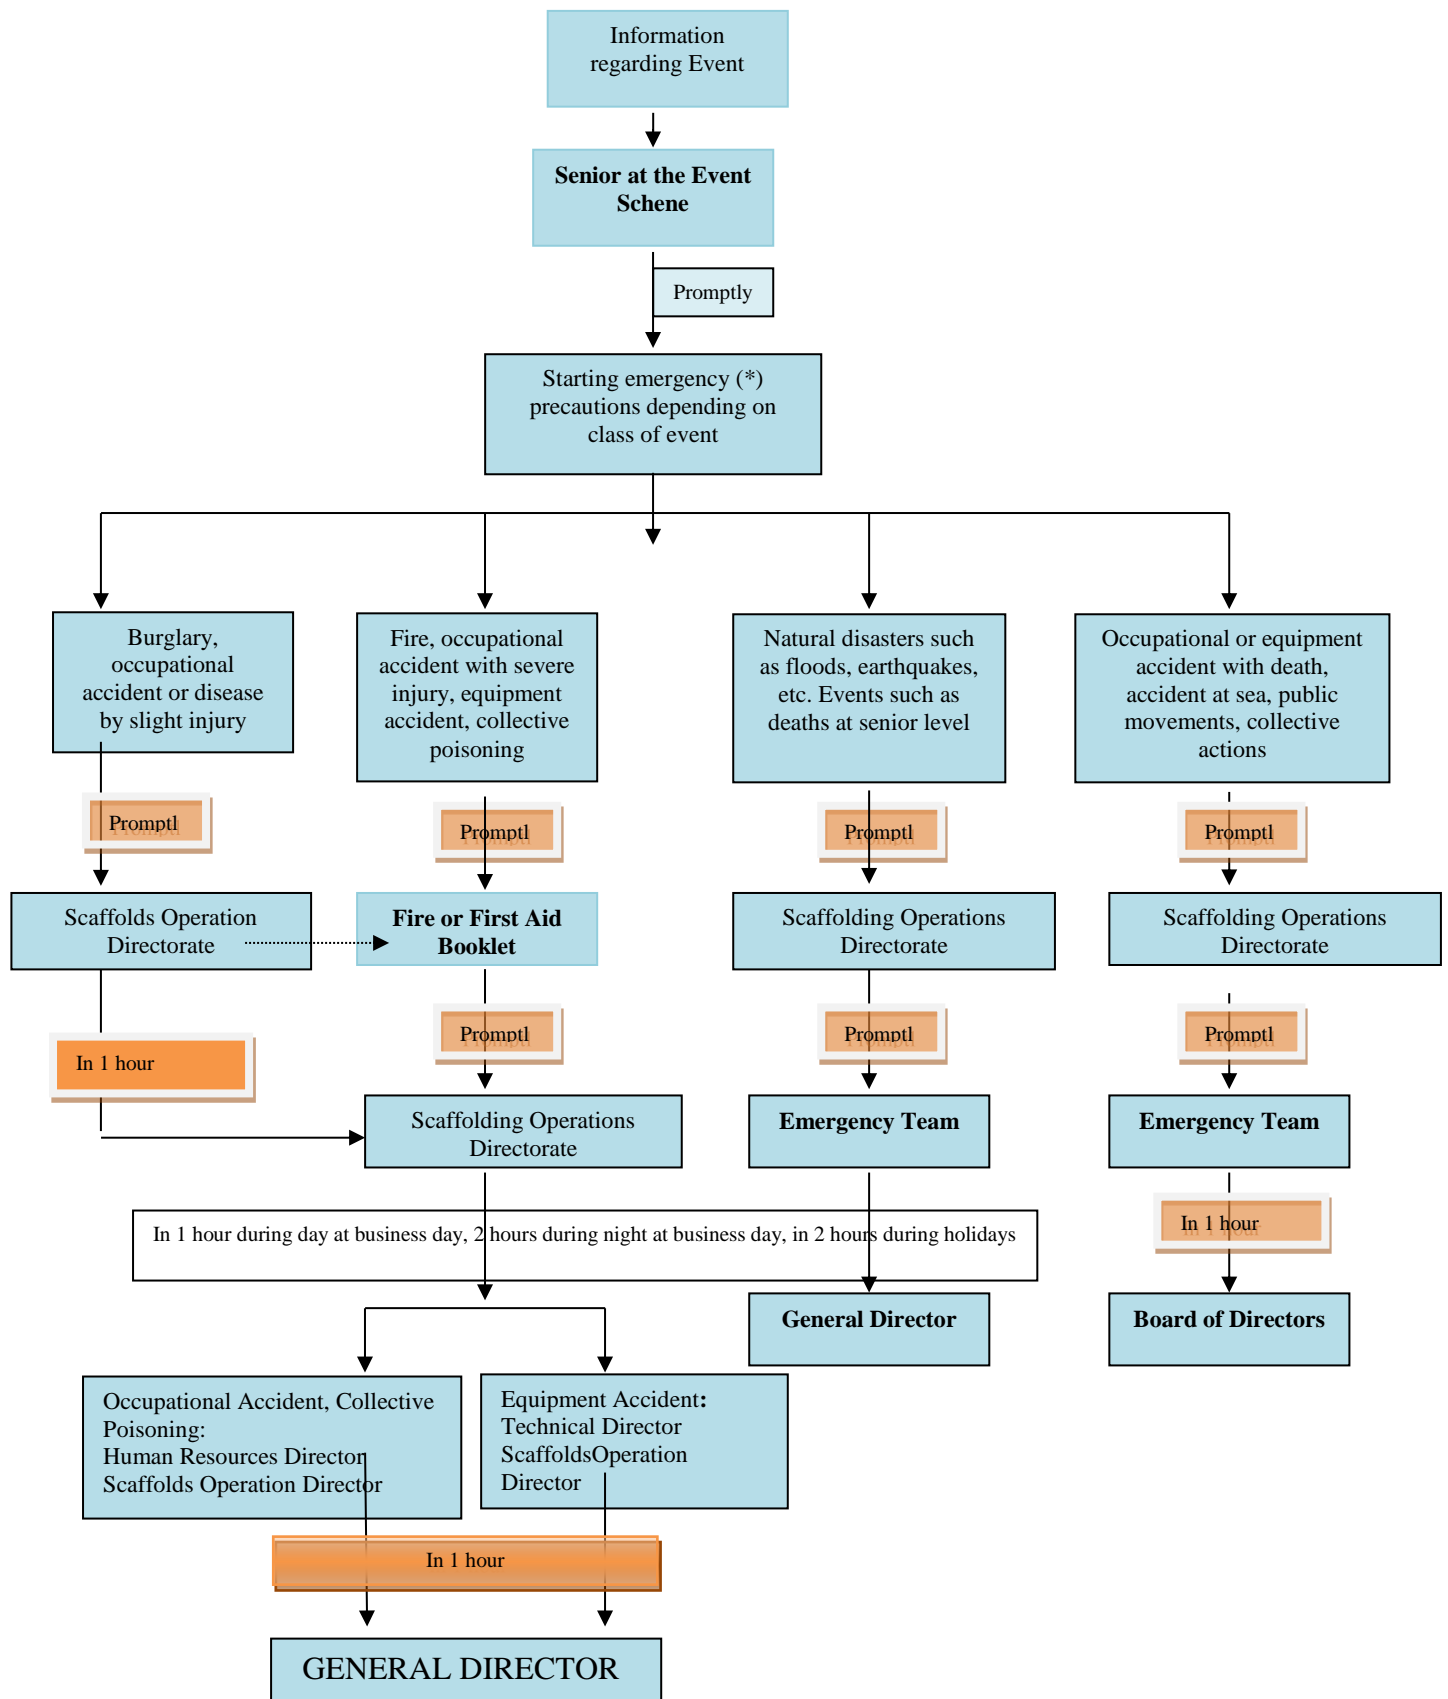 Information
regarding Event
Senior at the Event
Schene
Promptly
Starting emergency (*)
precautions depending on
class of event
Burglary,
occupational
accident or disease
by slight injury
Fire, occupational
accident with severe
injury, equipment
accident, collective
poisoning
Natural disasters such
as floods, earthquakes,
etc. Events such as
deaths at senior level
Occupational or equipment
accident with death,
accident at sea, public
movements, collective
actions
Promptl
Promptl
Promptl
Promptl
Scaffolds Operation
Directorate
Fire or First Aid
Booklet
Scaffolding Operations
Directorate
Scaffolding Operations
Directorate
In 1 hour
Promptl
Promptl
Promptl
Scaffolding Operations
Directorate
Emergency Team
Emergency Team
In 1 hour during day at business day, 2 hours during night at business day, in 2 hours during holidays
In 1 hour
General Director
Board of Directors
Occupational Accident, Collective
Poisoning:
Human Resources Director
Scaffolds Operation Director
Equipment Accident:
Technical Director
ScaffoldsOperation
Director
In 1 hour
GENERAL DIRECTOR